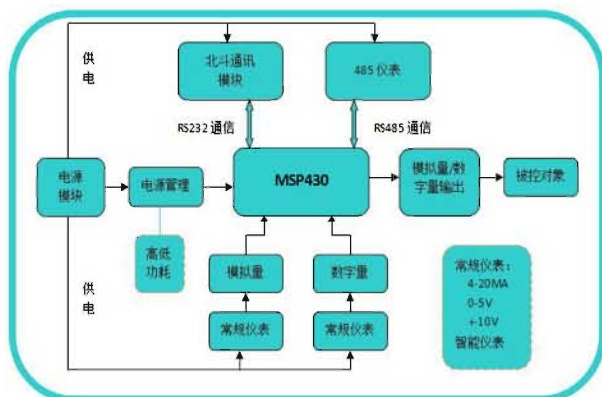 供
电
北斗通讯
模块
485 仪表
RS232 通信
RS485 通信
电源
模块
电源管理
MSP430
模拟量/数
字量输出
被控对象
高低
功耗
供
电
模拟量
数字量
常规仪表
常规仪表
常规仪表：
4-20MA
0-5V
+-10V
智能仪表